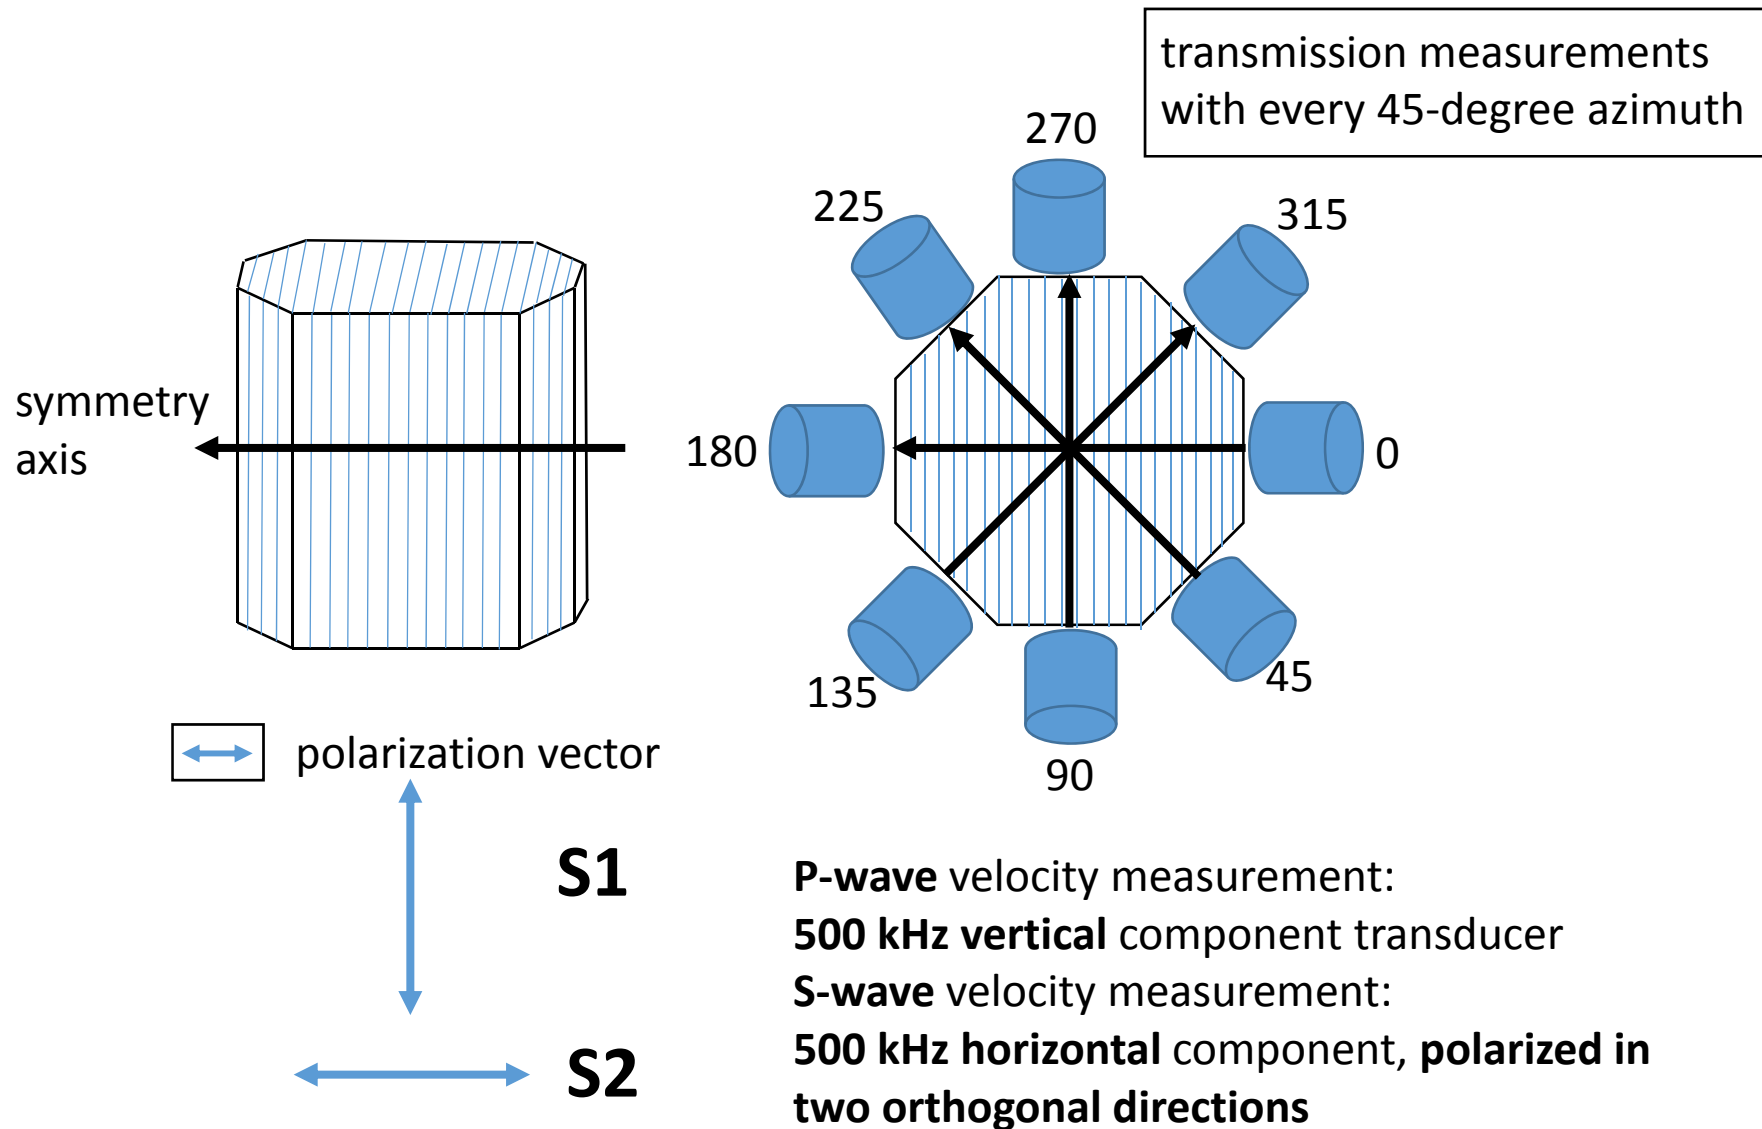 transmission measurements
with every 45-degree azimuth
270
225
315
symmetry
axis
180
0
135
45
90
polarization vector
S1
S2
P-wave velocity measurement:
500 kHz vertical component transducer
S-wave velocity measurement:
500 kHz horizontal component, polarized in
two orthogonal directions